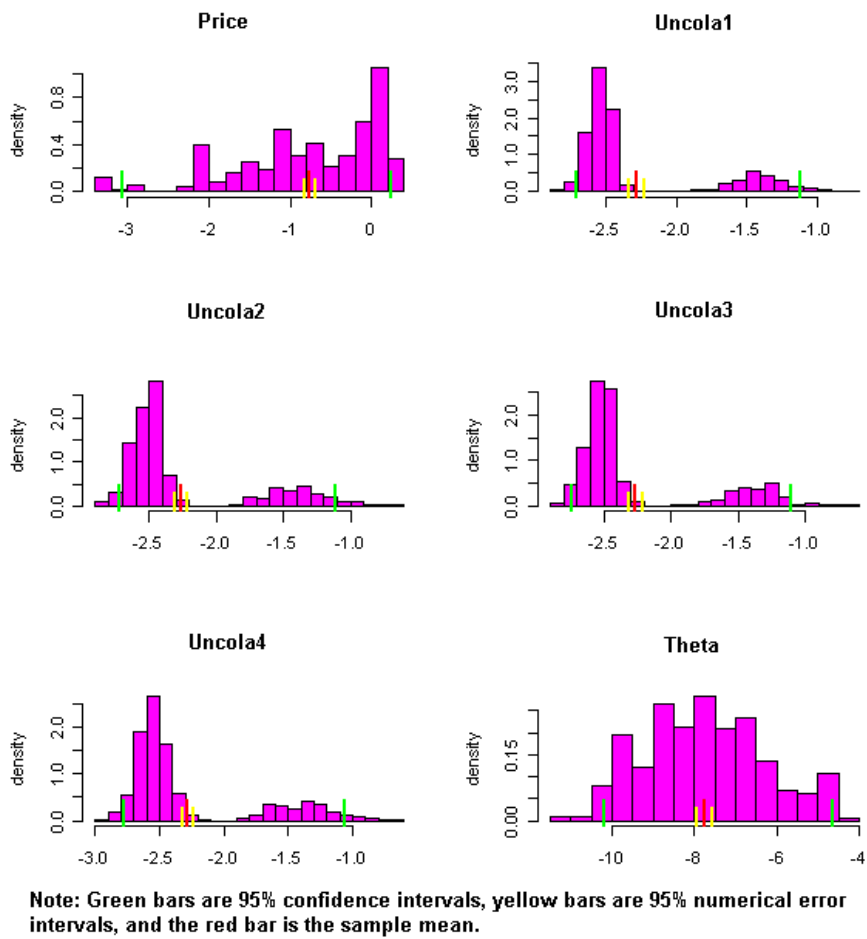 Price
Uncola1
density
0.0 0.4 0.8
-3 -2 -1 0
density
0.0 1.0 2.0 3.0
-2.5 -2.0 -1.5 -1.0
Uncola2
Uncola3
density
0.0 1.0 2.0
-2.5 -2.0 -1.5 -1.0
density
0.0 1.0 2.0
-2.5 -2.0 -1.5 -1.0
Uncola4
Theta
density
0.0 1.0 2.0
-3.0 -2.5 -2.0 -1.5 -1.0
density
0.00 0.15
-10 -8 -6 -4
Note: Green bars are 95% confidence intervals, yellow bars are 95% numerical error
intervals, and the red bar is the sample mean.